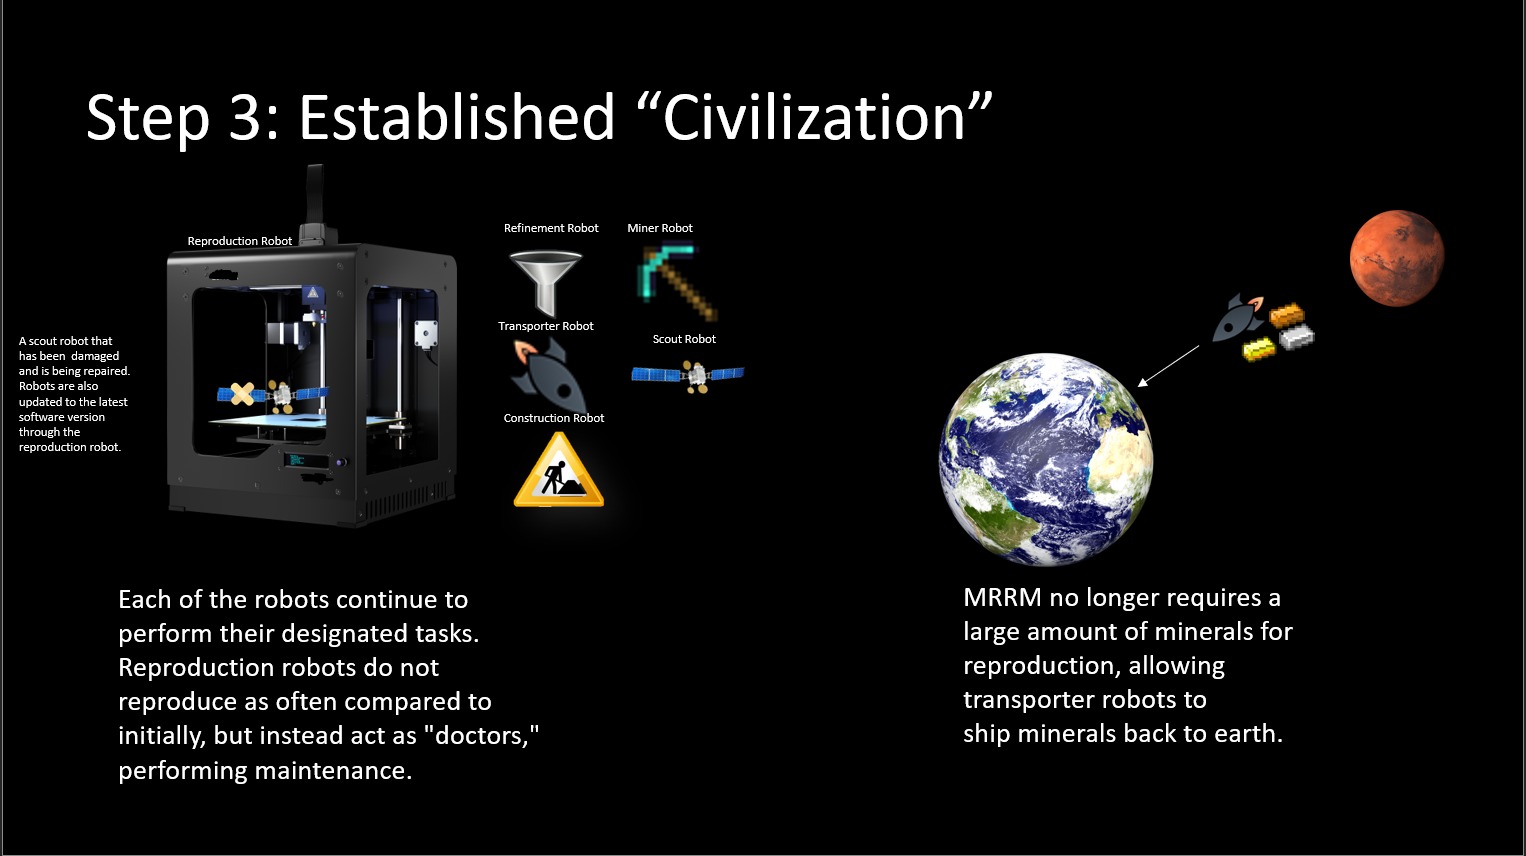 Step 3: Established “Civilization”
Reproduction Robot
Refinement Robot
Miner Robot
Transporter Robot
Scout Robot
Construction Robot
A scout robot that
has been  damaged
and is being repaired.
Robots are also
updated to the latest
software version
through the
reproduction robot.
Each of the robots continue to
perform their designated tasks.
Reproduction robots do not
reproduce as often compared to
initially, but instead act as "doctors,"
performing maintenance.
MRRM no longer requires a
large amount of minerals for
reproduction, allowing
transporter robots to
ship minerals back to earth.